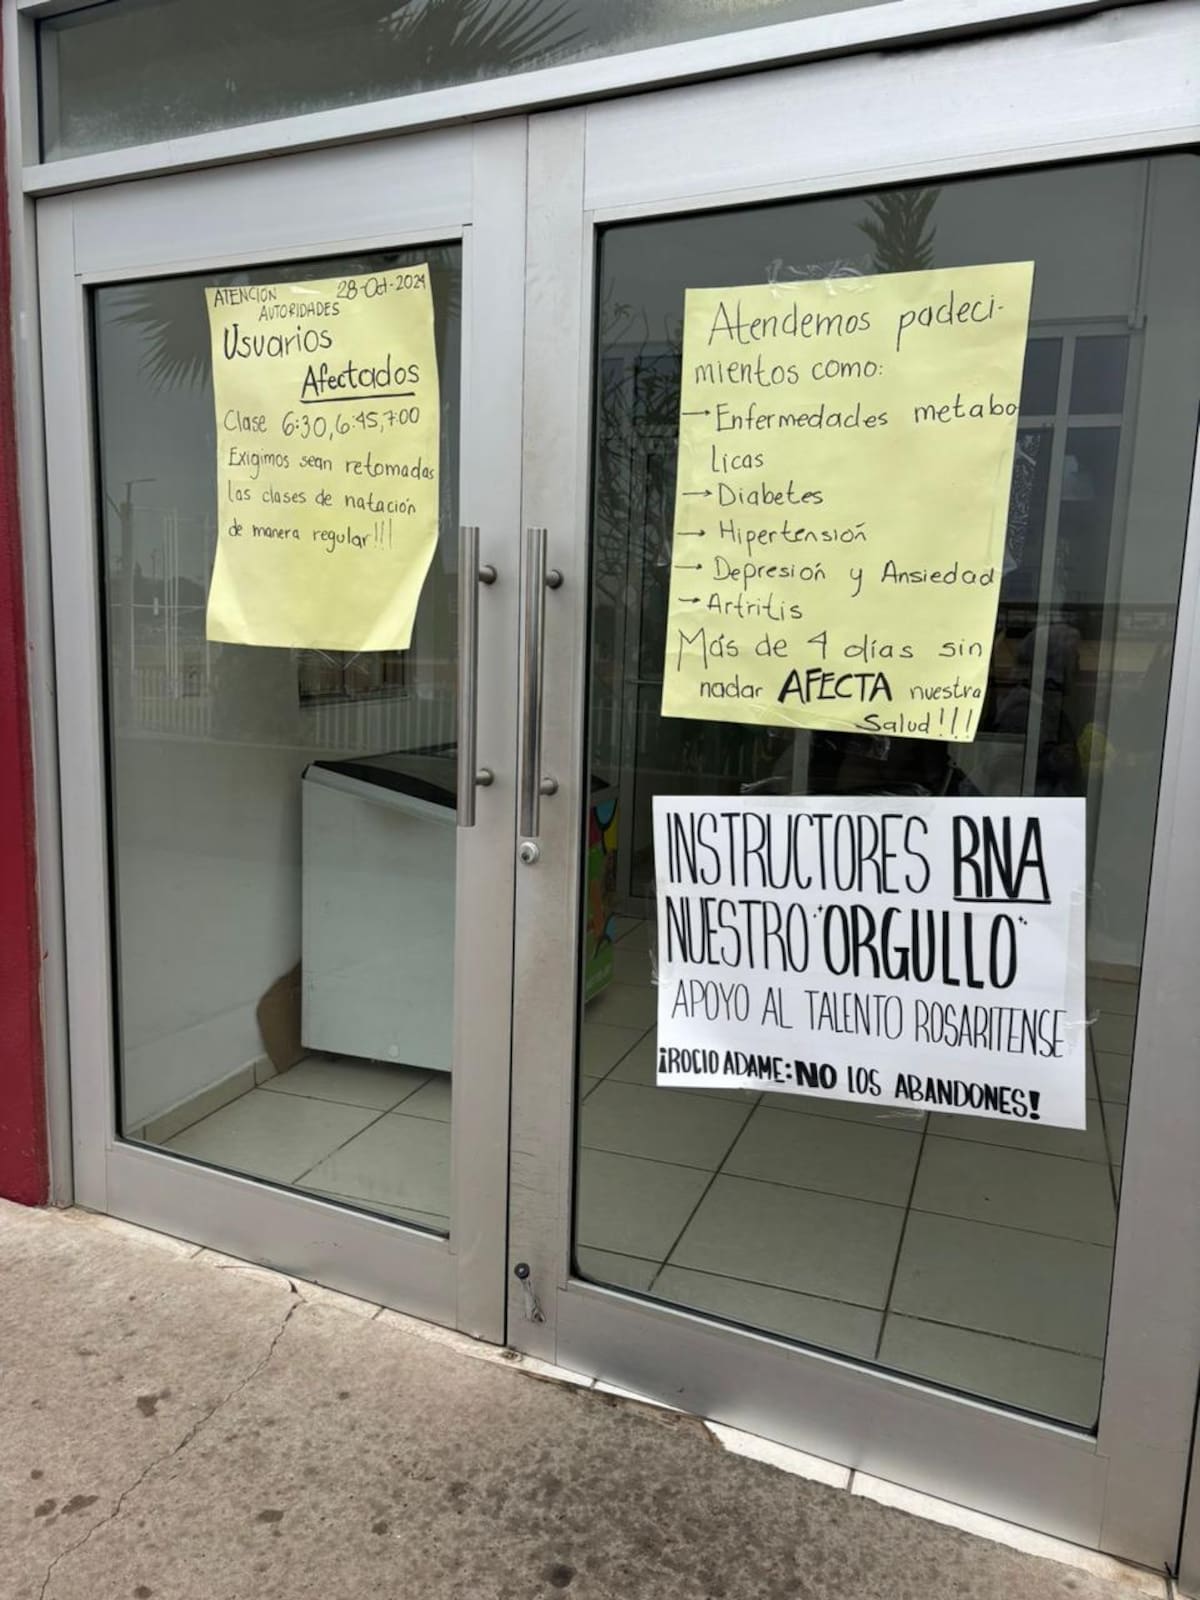 ATENCIÓN 28-Oct-2024
AUTORIDADES
Usuarios
Afectados
Clase 6:30, 6:45, 7:00
Exigimos sean retomadas
las clases de natación
de manera regular!!!
Atendemos padeci-
mientos como:
→ Enfermedades metabo
licas
→ Diabetes
→ Hipertensión
→ Depresión y Ansiedad
→ Artritis
Más de 4 días sin
nadar AFECTA nuestra
Salud!!!
INSTRUCTORES RNA
NUESTRO "ORGULLO"
APOYO AL TALENTO ROSARITENSE
¡ROCIO ADAME: NO LOS ABANDONES!